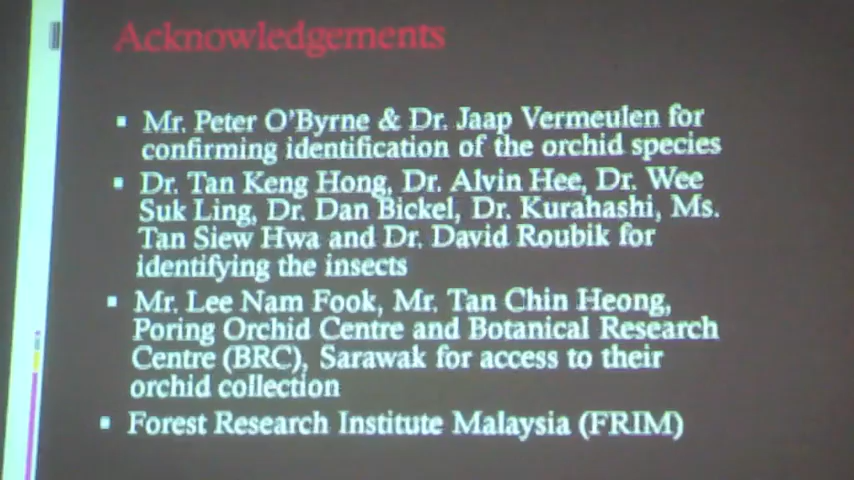 Acknowledgements
▪ Mr. Peter O'Byrne & Dr. Jaap Vermeulen for
confirming identification of the orchid species
▪ Dr. Tan Keng Hong, Dr. Alvin Hee, Dr. Wee
Suk Ling, Dr. Dan Bickel, Dr. Kurahashi, Ms.
Tan Siew Hwa and Dr. David Roubik for
identifying the insects
▪ Mr. Lee Nam Fook, Mr. Tan Chin Heong,
Poring Orchid Centre and Botanical Research
Centre (BRC), Sarawak for access to their
orchid collection
▪ Forest Research Institute Malaysia (FRIM)